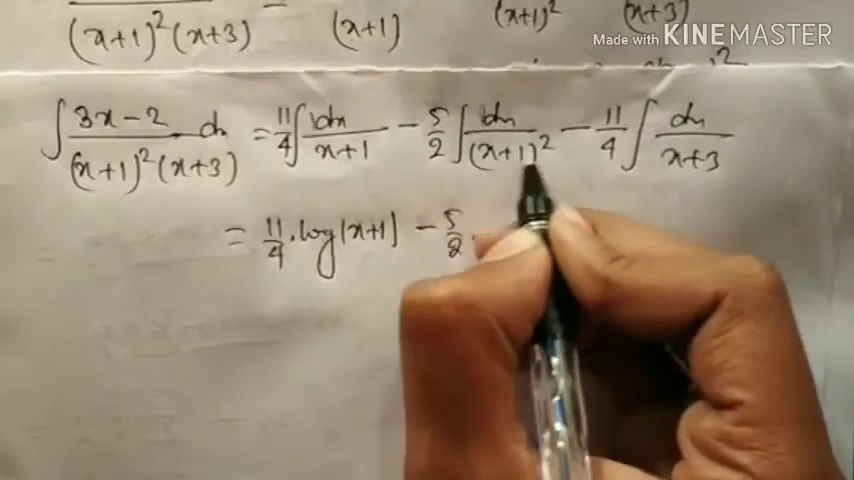 (x+1)²(x+3) = (x+1) (x+1)² (x+3)
Made with KINEMASTER
∫ 3x-2 / (x+1)²(x+3) dx = 11/4 ∫ dx / x+1 - 5/2 ∫ dx / (x+1)² - 11/4 ∫ dx / x+3
= 11/4 . log|x+1| - 5/2 .